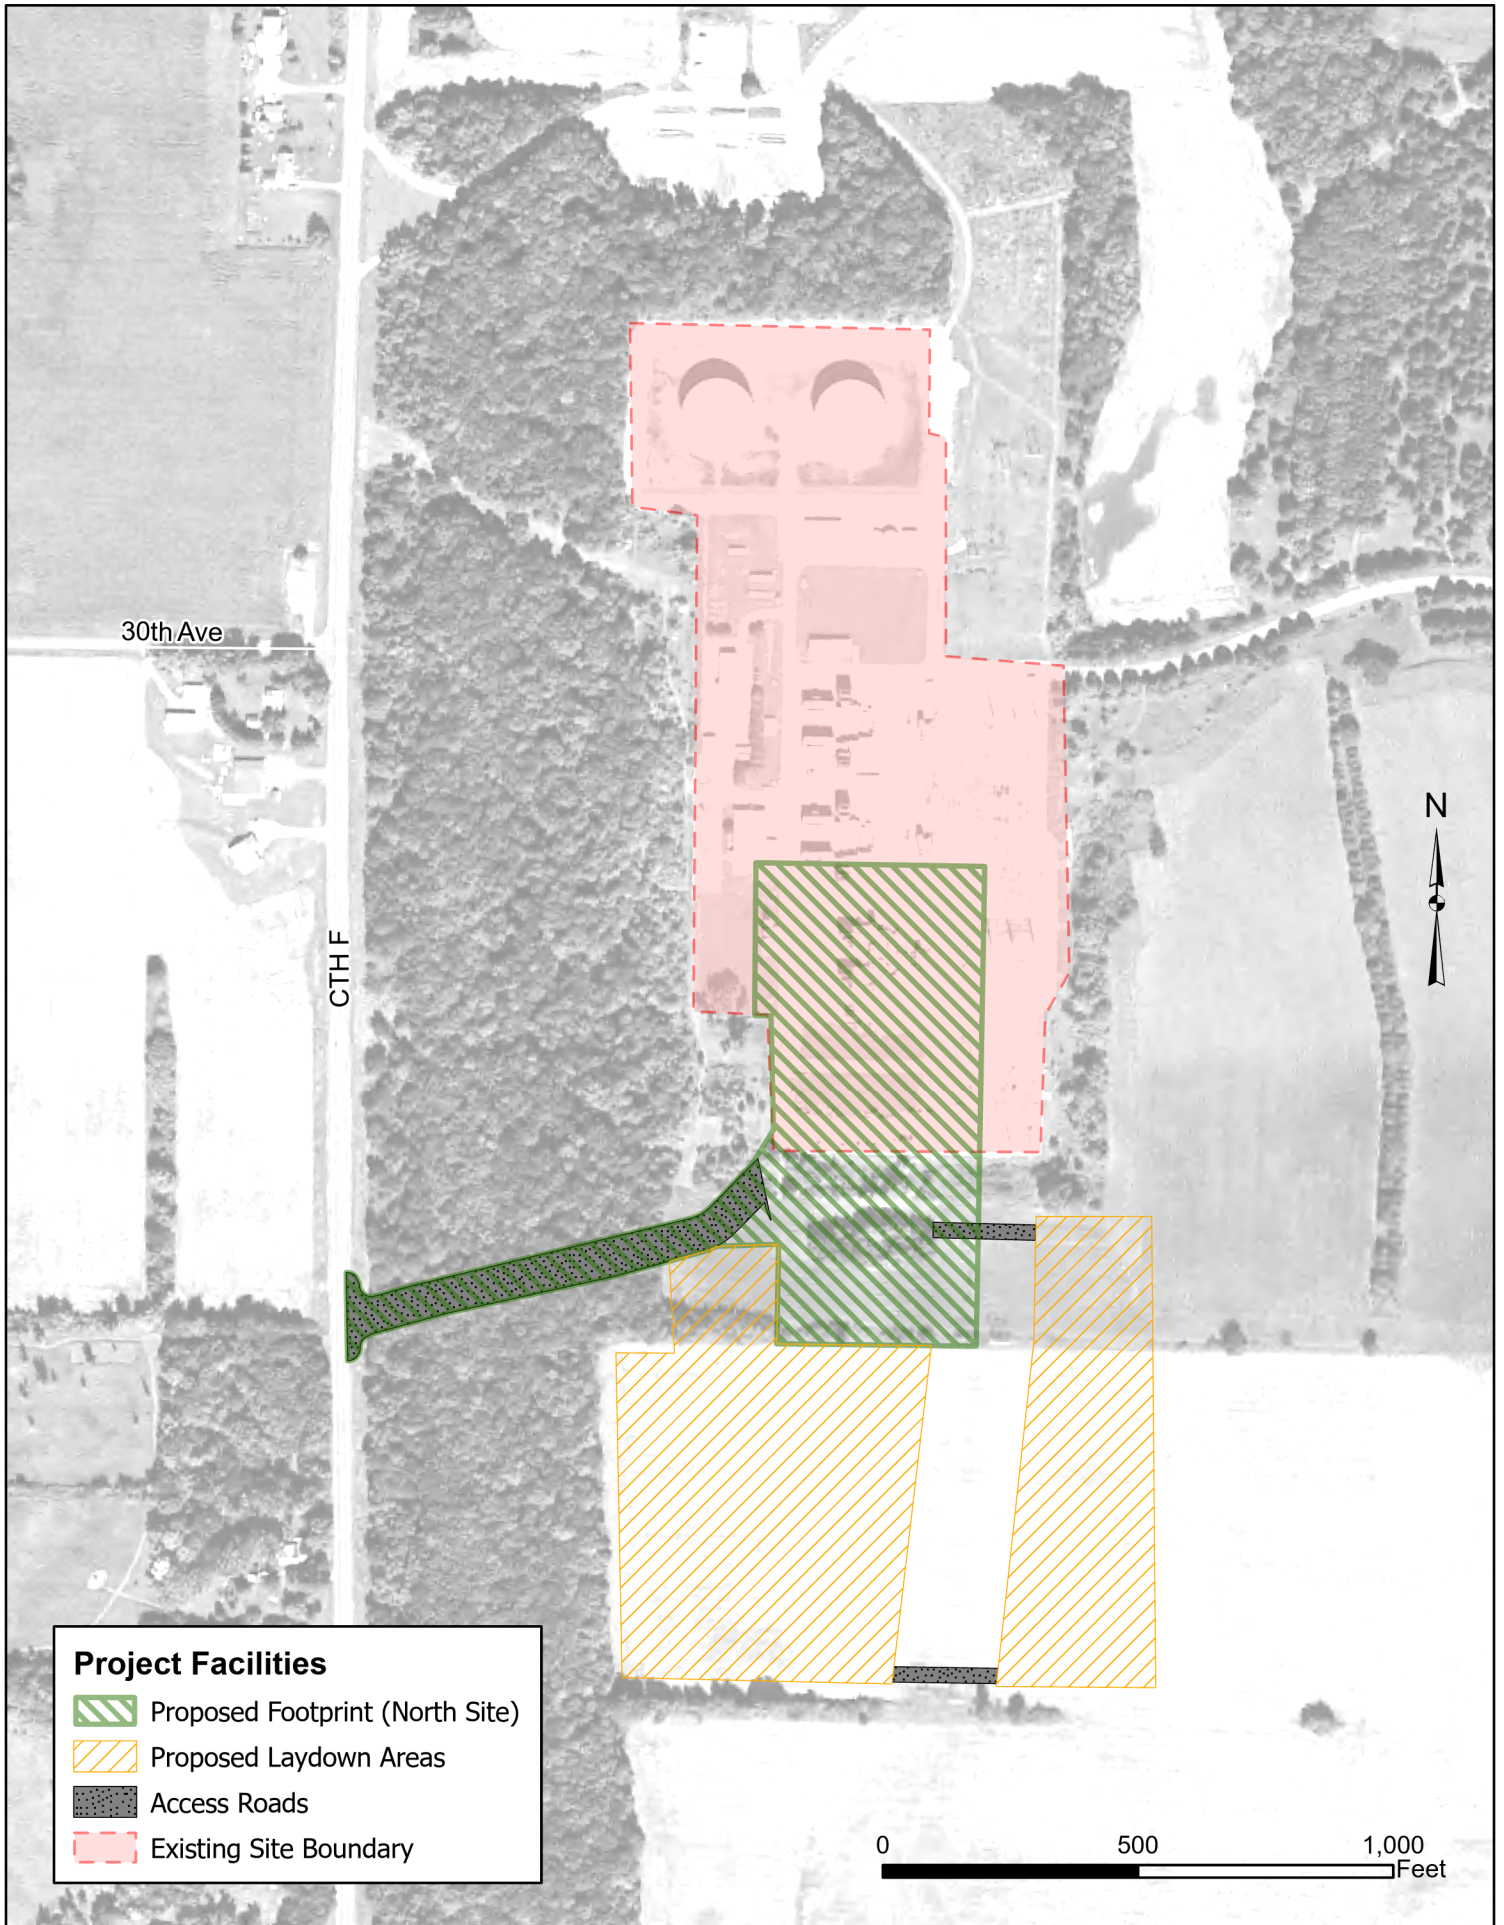 30th Ave
N
CTH F
Project Facilities
Proposed Footprint (North Site)
Proposed Laydown Areas
Access Roads
Existing Site Boundary
0 500 1,000
Feet